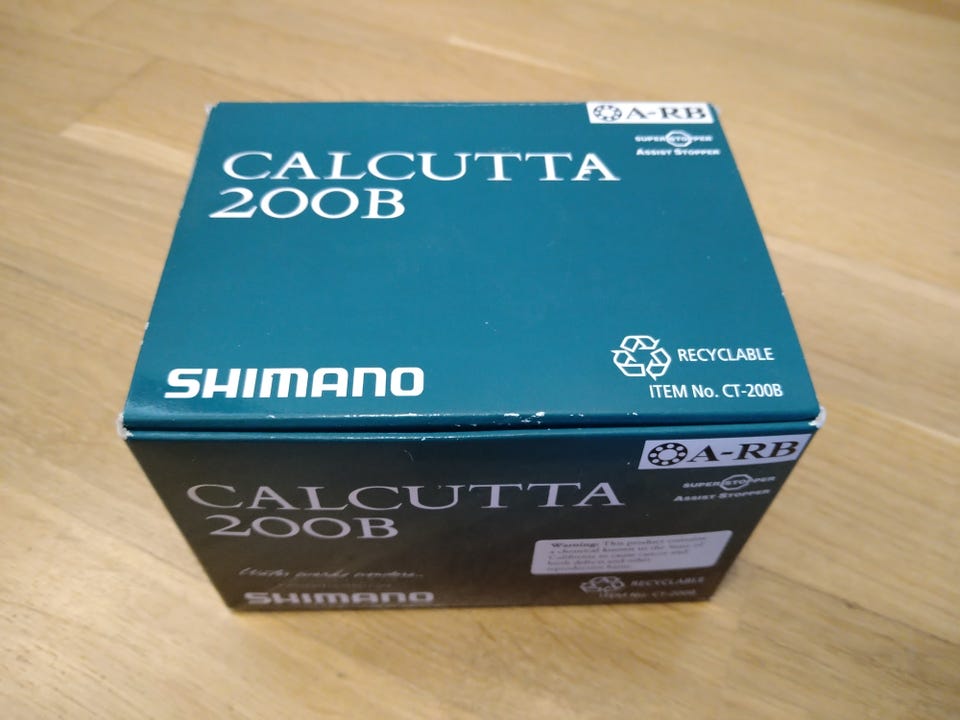 A-RB
SUPER STOPPER
ASSIST STOPPER
CALCUTTA
200B
RECYCLABLE
SHIMANO
ITEM No. CT-200B
A-RB
SUPER STOPPER
ASSIST STOPPER
CALCUTTA
200B
Warning: This product contains
a chemical known to the State of
California to cause cancer and
birth defects and other
reproductive harm.
RECYCLABLE
ITEM No. CT-200B
SHIMANO